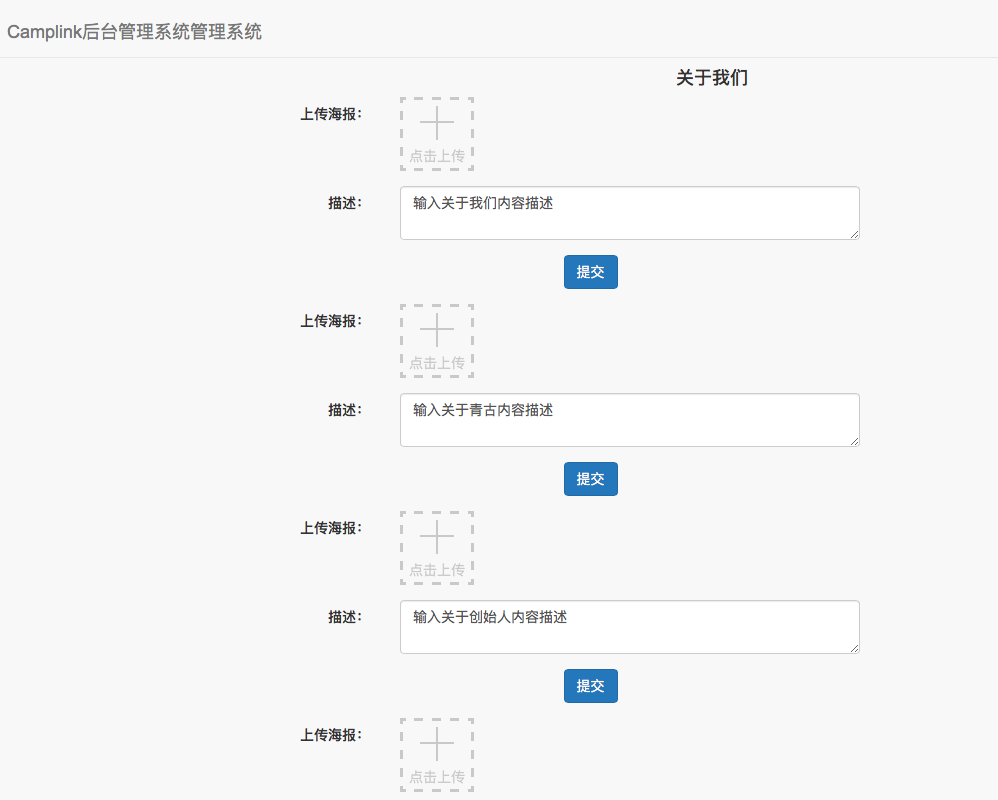 Camplink后台管理系统管理系统
关于我们
上传海报：
点击上传
描述：
输入关于我们内容描述
提交
上传海报：
点击上传
描述：
输入关于青古内容描述
提交
上传海报：
点击上传
描述：
输入关于创始人内容描述
提交
上传海报：
点击上传